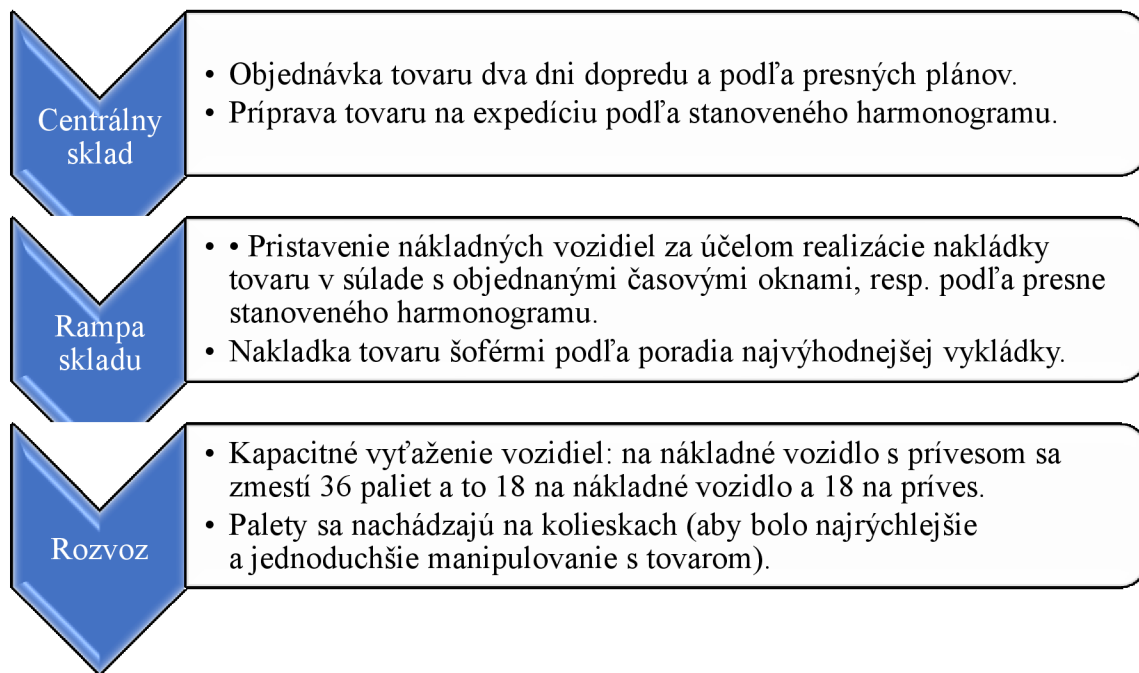 Centrálny
sklad
• Objednávka tovaru dva dni dopredu a podľa presných plánov.
• Príprava tovaru na expedíciu podľa stanoveného harmonogramu.
Rampa
skladu
• • Pristavenie nákladných vozidiel za účelom realizácie nakládky
tovaru v súlade s objednanými časovými oknami, resp. podľa presne
stanoveného harmonogramu.
• Nakladka tovaru šoférmi podľa poradia najvýhodnejšej vykládky.
Rozvoz
• Kapacitné vyťaženie vozidiel: na nákladné vozidlo s prívesom sa
zmestí 36 paliet a to 18 na nákladné vozidlo a 18 na príves.
• Palety sa nachádzajú na kolieskach (aby bolo najrýchlejšie
a jednoduchšie manipulovanie s tovarom).